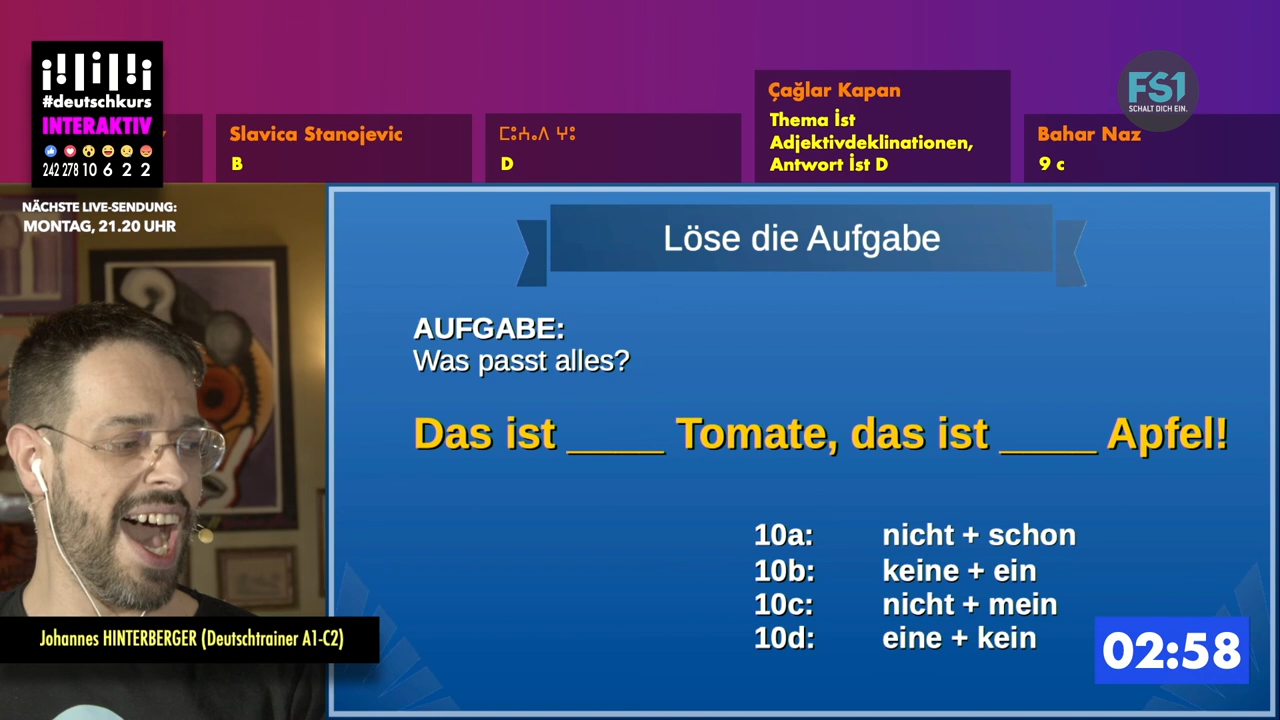 #deutschkurs
INTERAKTIV
242 278 10 6 2 2
NÄCHSTE LIVE-SENDUNG:
MONTAG, 21.20 UHR
Slavica Stanojevic
B
ⵎⵓⵄⴰⴷ ⵖⵓ
D
Çağlar Kapan
Thema İst
Adjektivdeklinationen,
Antwort İst D
Bahar Naz
9 c
FS1
SCHALT DICH EIN.
Löse die Aufgabe
AUFGABE:
Was passt alles?
Das ist ____ Tomate, das ist ____ Apfel!
10a: nicht + schon
10b: keine + ein
10c: nicht + mein
10d: eine + kein
02:58
Johannes HINTERBERGER (Deutschtrainer A1-C2)